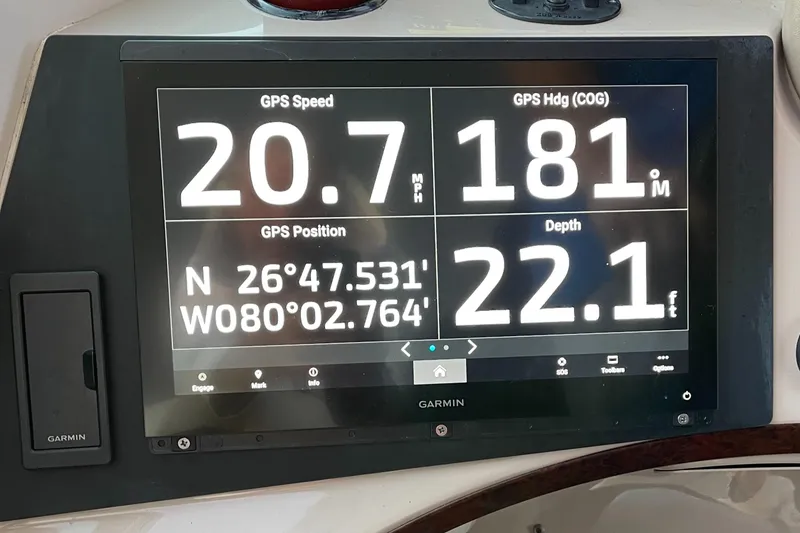 GPS Speed
20.7 MPH
GPS Hdg (COG)
181°M
GPS Position
N 26°47.531'
W080°02.764'
Depth
22.1 ft
Engage
Mark
Info
SOS
Toolbars
Options
GARMIN
GARMIN